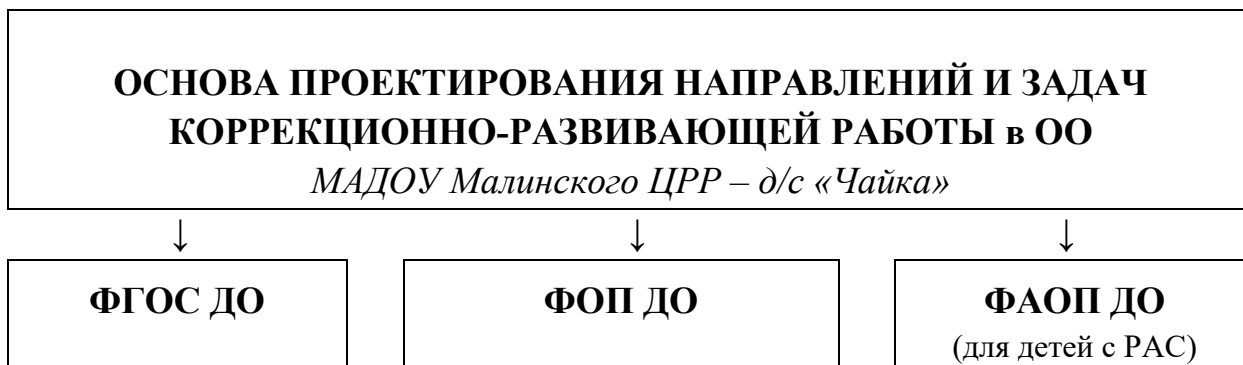 ОСНОВА ПРОЕКТИРОВАНИЯ НАПРАВЛЕНИЙ И ЗАДАЧ
КОРРЕКЦИОННО-РАЗВИВАЮЩЕЙ РАБОТЫ в ОО
МАДОУ Малинского ЦРР – д/с «Чайка»
↓ ↓ ↓
ФГОС ДО ФОП ДО ФАОП ДО
(для детей с РАС)